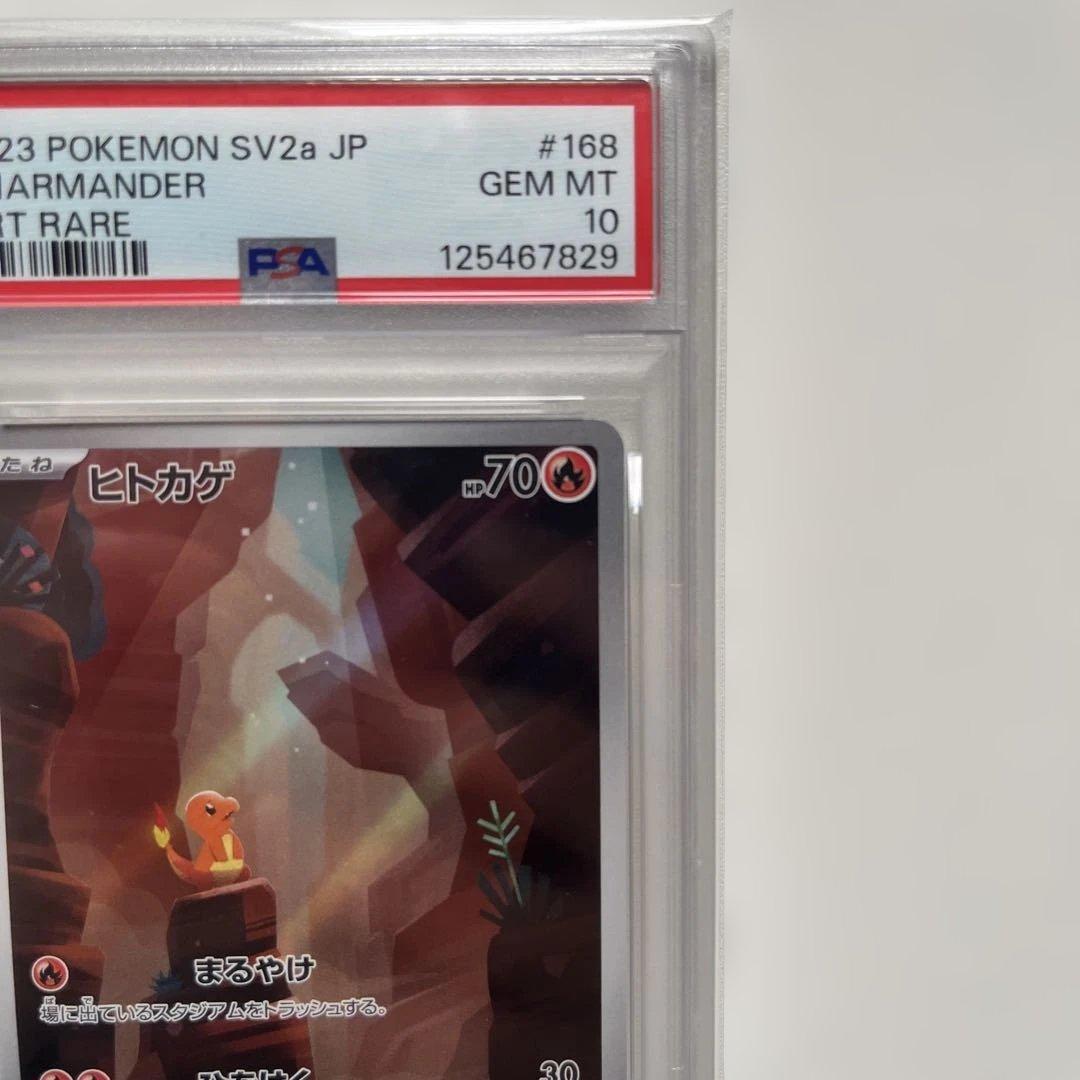 23 POKEMON SV2a JP #168
HARMANDER GEM MT
RT RARE 10
PSA 125467829
たね ヒトカゲ HP70
まるやけ
場に出ているスタジアムをトラッシュする。
30